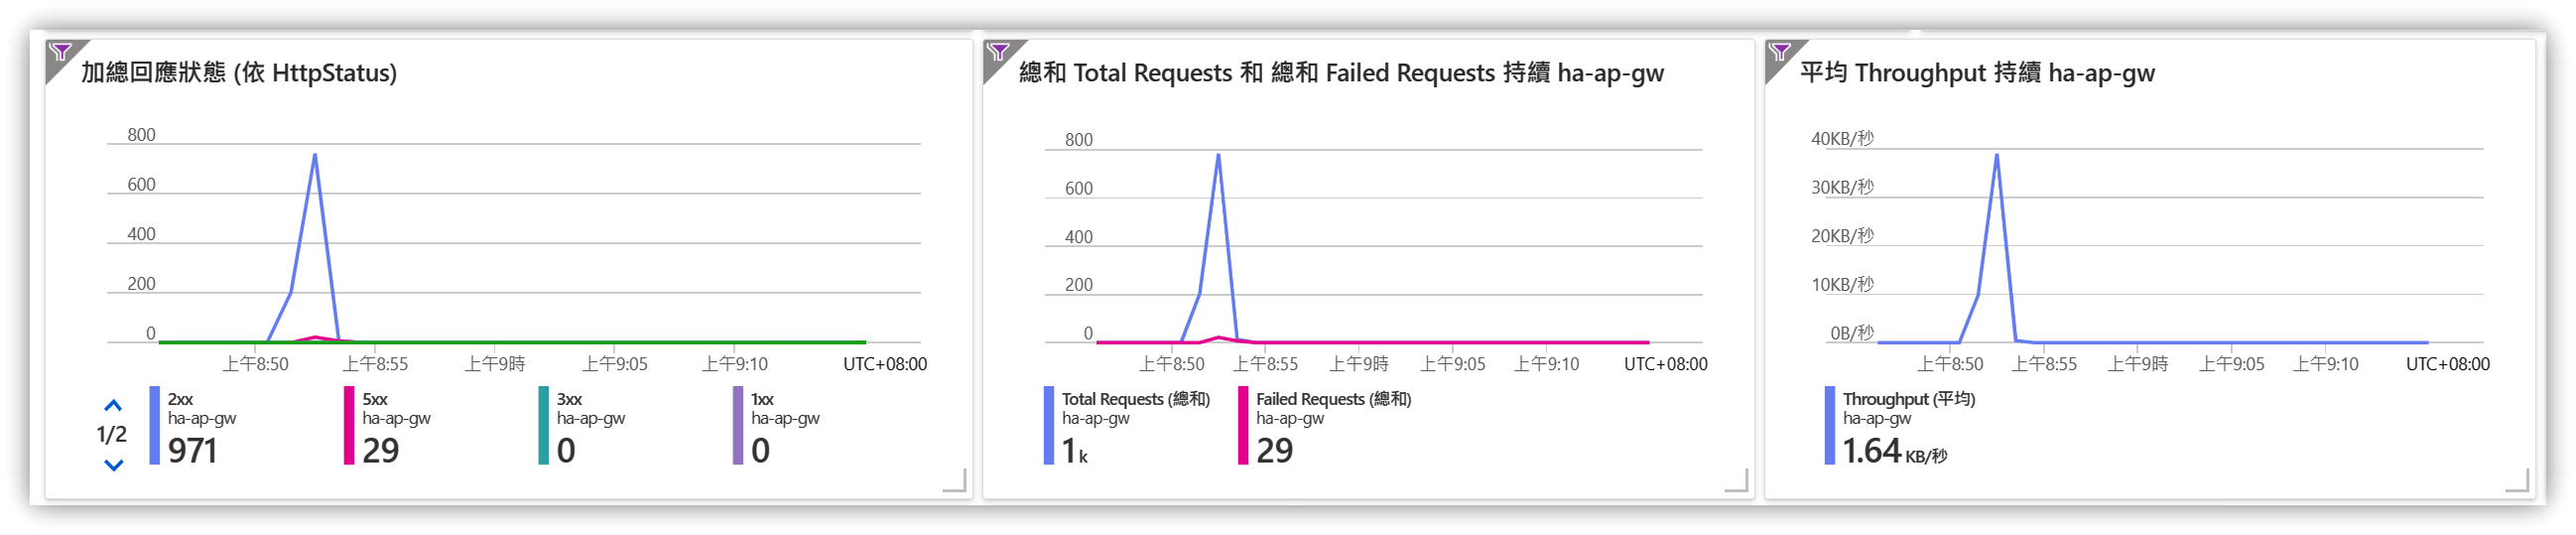 加總回應狀態 (依 HttpStatus)
800
600
400
200
0
上午8:50 上午8:55 上午9時 上午9:05 上午9:10 UTC+08:00
1/2
2xx
ha-ap-gw
971
5xx
ha-ap-gw
29
3xx
ha-ap-gw
0
1xx
ha-ap-gw
0
總和 Total Requests 和 總和 Failed Requests 持續 ha-ap-gw
800
600
400
200
0
上午8:50 上午8:55 上午9時 上午9:05 上午9:10 UTC+08:00
Total Requests (總和)
ha-ap-gw
1 k
Failed Requests (總和)
ha-ap-gw
29
平均 Throughput 持續 ha-ap-gw
40KB/秒
30KB/秒
20KB/秒
10KB/秒
0B/秒
上午8:50 上午8:55 上午9時 上午9:05 上午9:10 UTC+08:00
Throughput (平均)
ha-ap-gw
1.64 KB/秒